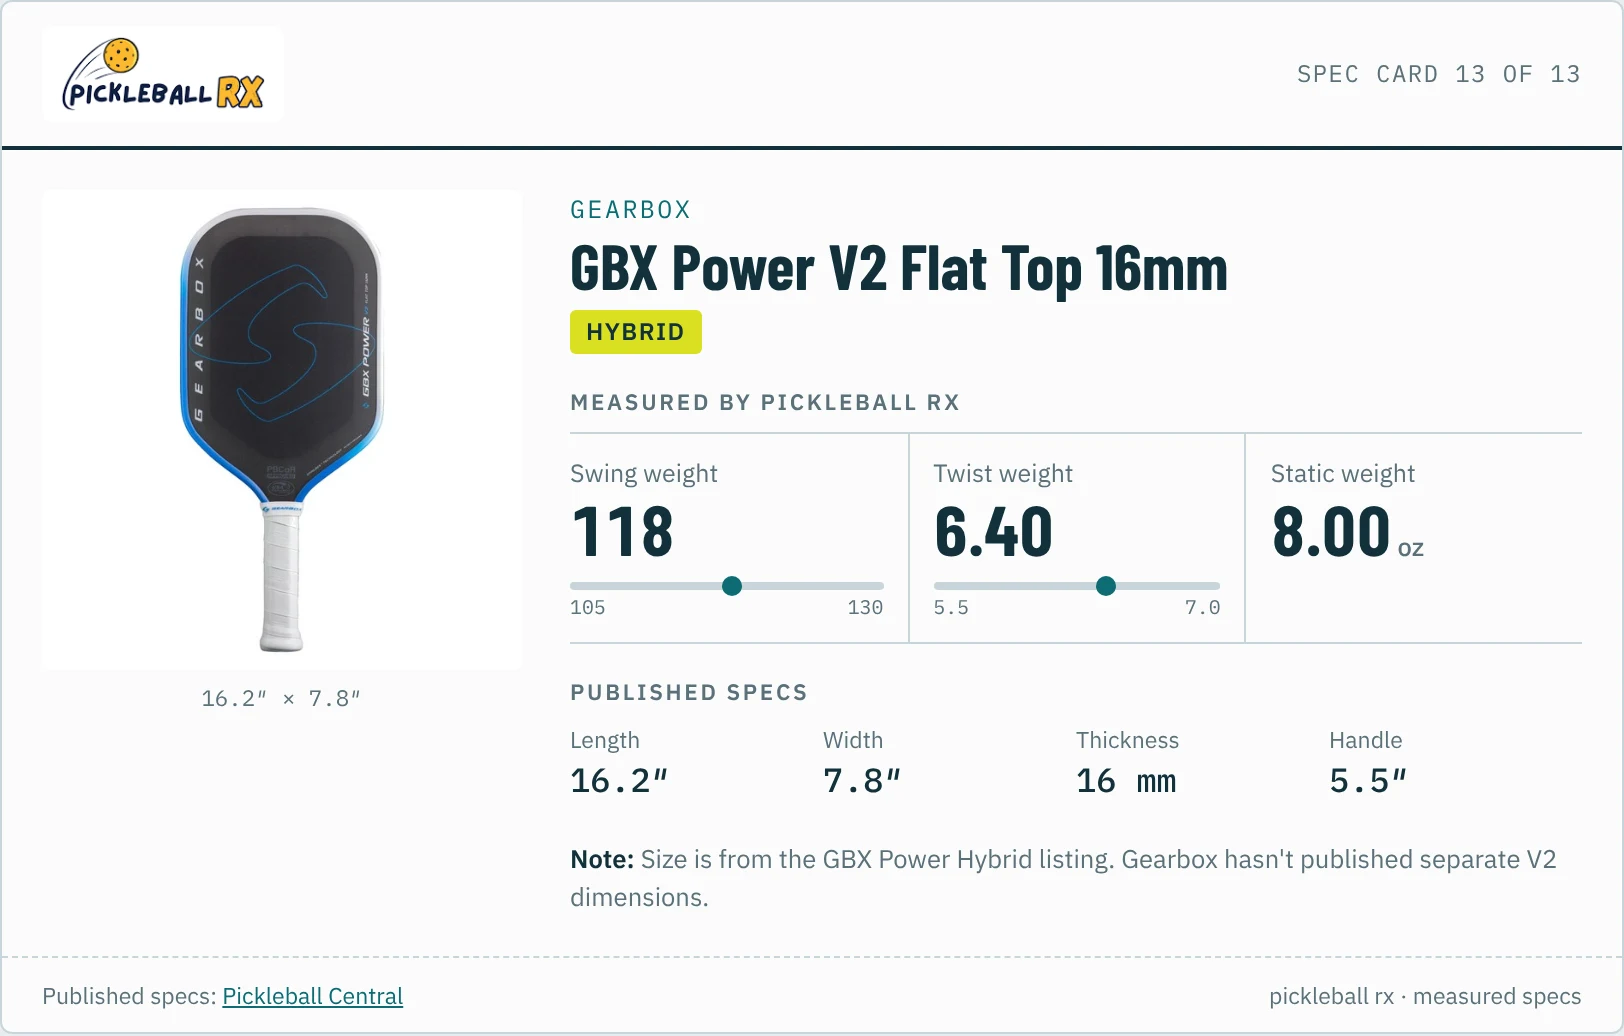 PICKLEBALL RX
SPEC CARD 13 OF 13
GEARBOX
GBX POWER
GEARBOX
GBX Power V2 Flat Top 16mm
HYBRID
MEASURED BY PICKLEBALL RX
Swing weight
118
105 130
Twist weight
6.40
5.5 7.0
Static weight
8.00 oz
16.2″ × 7.8″
PUBLISHED SPECS
Length
16.2″
Width
7.8″
Thickness
16 mm
Handle
5.5″
Note: Size is from the GBX Power Hybrid listing. Gearbox hasn't published separate V2
dimensions.
Published specs: Pickleball Central
pickleball rx · measured specs